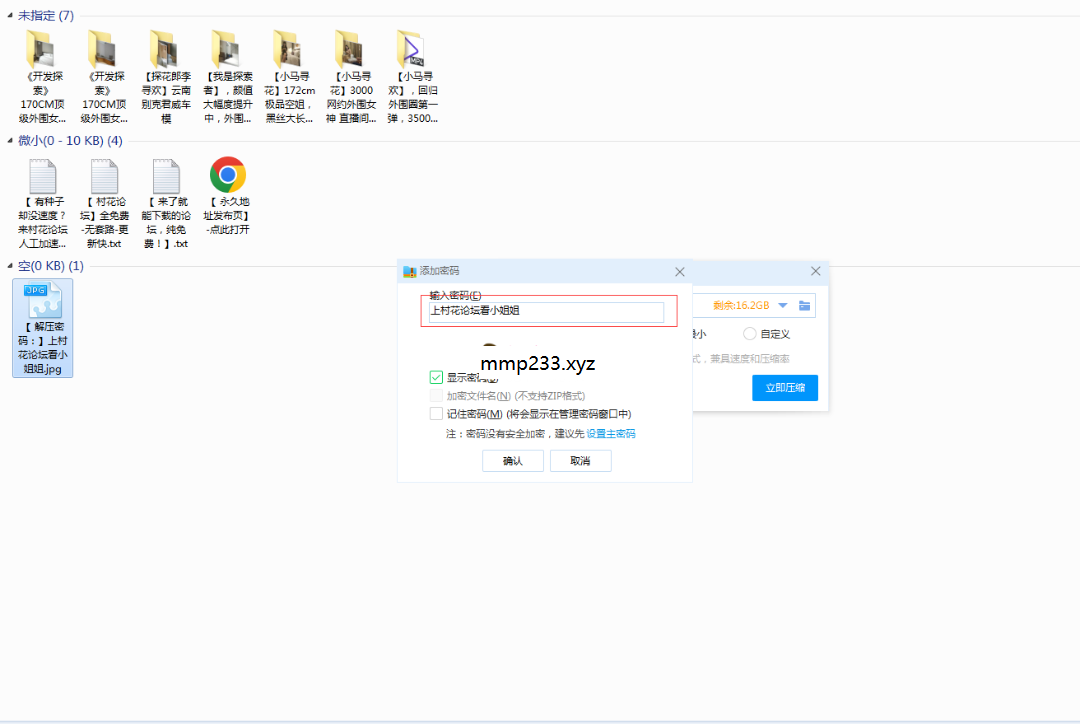 未指定 (7)
《开发探
索》
170CM顶
级外围女...
《开发探
索》
170CM顶
级外围女...
【探花郎李
寻欢】云南
别克君威车
模
【我是探索
者】，颜值
大幅度提升
中，外围...
【小马寻
花】172cm
极品空姐，
黑丝大长...
【小马寻
花】3000
网约外围女
神 直播间...
【小马寻
欢】，回归
外围圈第一
弹，3500...
微小(0 - 10 KB) (4)
【 有种子
却没速度？
来村花论坛
人工加速...
【 村花论
坛】全免费
-无套路-更
新快.txt
【 来了就
能下载的论
坛，纯免
费！】.txt
【 永久地
址发布页】
-点此打开
空(0 KB) (1)
JPG
【 解压密
码：】上村
花论坛看小
姐姐.jpg
添加密码
输入密码(E)
上村花论坛看小姐姐
mmp233.xyz
显示密码
加密文件名(N) (不支持ZIP格式)
记住密码(M) (将会显示在管理密码窗口中)
注：密码没有安全加密，建议先 设置主密码
确认
取消
剩余:16.2GB
小
自定义
式，兼具速度和压缩率
立即压缩